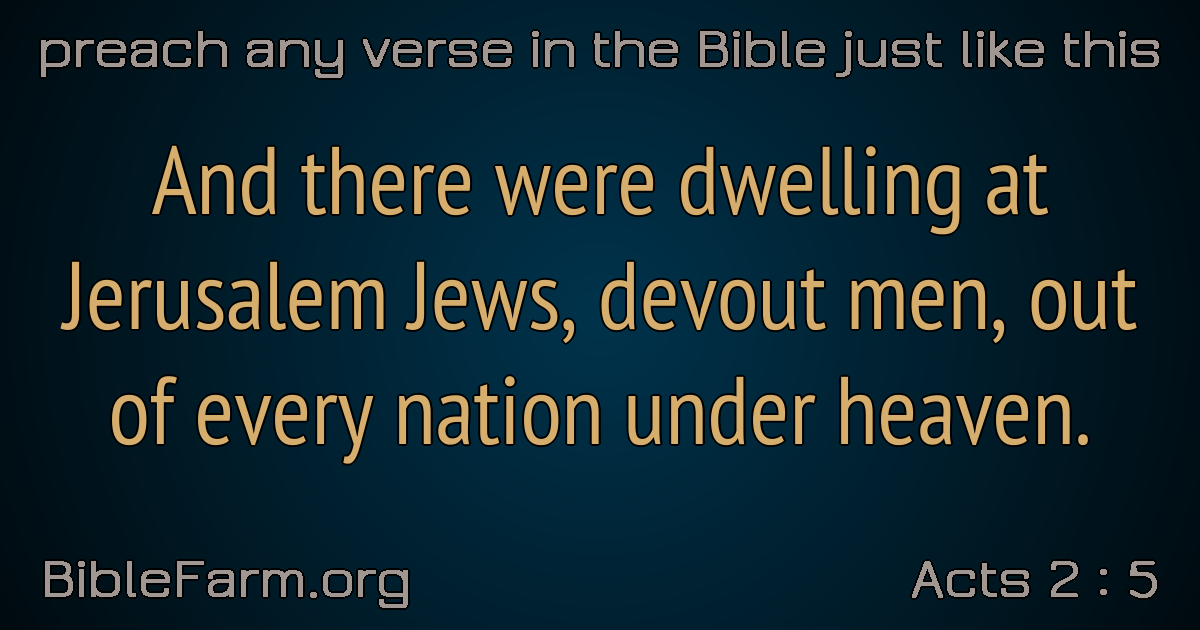 preach any verse in the Bible just like this
And there were dwelling at
Jerusalem Jews, devout men, out
of every nation under heaven.
BibleFarm.org
Acts 2 : 5